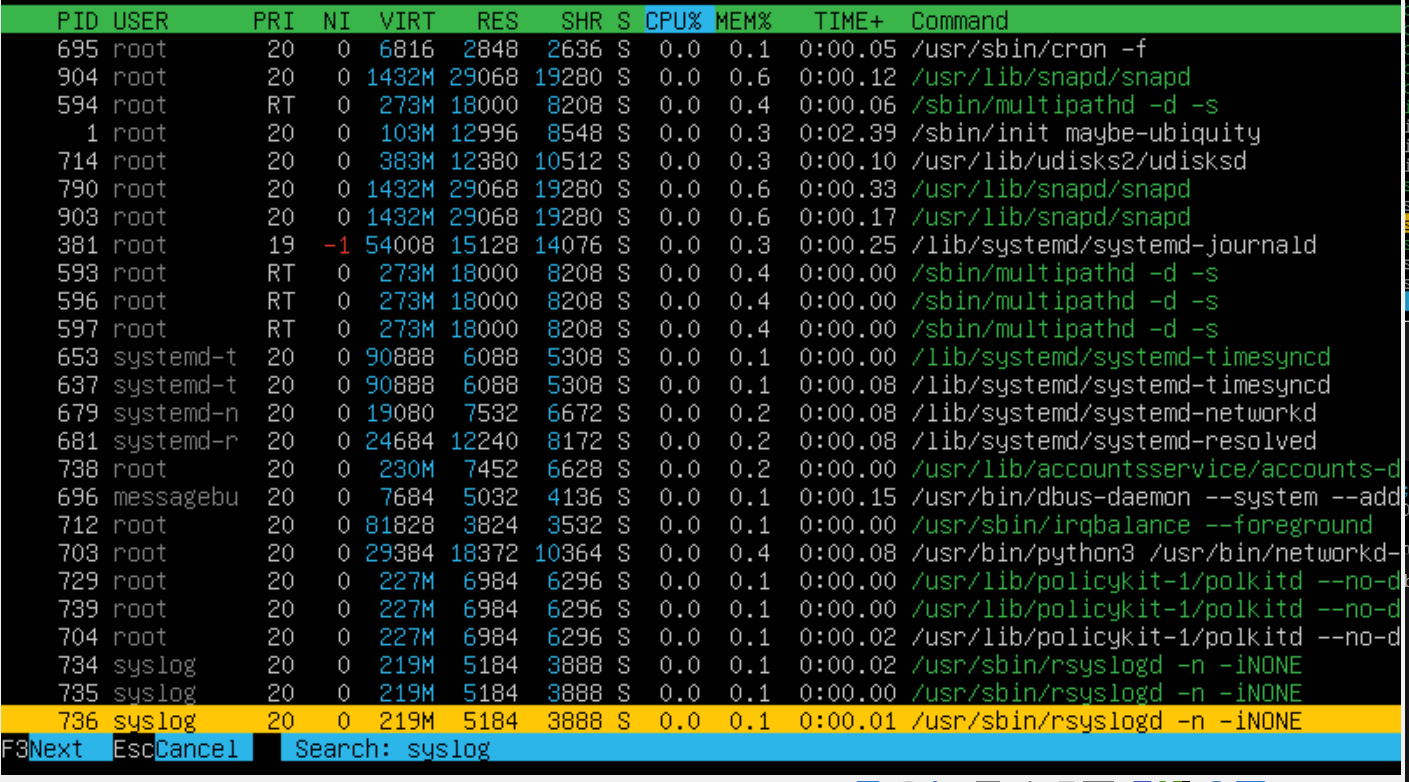 PID USER PRI NI VIRT RES SHR S CPU% MEM% TIME+ Command
695 root 20 0 6816 2848 2636 S 0.0 0.1 0:00.05 /usr/sbin/cron -f
904 root 20 0 1432M 29068 19280 S 0.0 0.6 0:00.12 /usr/lib/snapd/snapd
594 root RT 0 273M 18000 8208 S 0.0 0.4 0:00.06 /sbin/multipathd -d -s
1 root 20 0 103M 12996 8548 S 0.0 0.3 0:02.39 /sbin/init maybe-ubiquity
714 root 20 0 383M 12380 10512 S 0.0 0.3 0:00.10 /usr/lib/udisks2/udisksd
790 root 20 0 1432M 29068 19280 S 0.0 0.6 0:00.33 /usr/lib/snapd/snapd
903 root 20 0 1432M 29068 19280 S 0.0 0.6 0:00.17 /usr/lib/snapd/snapd
381 root 19 -1 54008 15128 14076 S 0.0 0.3 0:00.25 /lib/systemd/systemd-journald
593 root RT 0 273M 18000 8208 S 0.0 0.4 0:00.00 /sbin/multipathd -d -s
596 root RT 0 273M 18000 8208 S 0.0 0.4 0:00.00 /sbin/multipathd -d -s
597 root RT 0 273M 18000 8208 S 0.0 0.4 0:00.00 /sbin/multipathd -d -s
653 systemd-t 20 0 90888 6088 5308 S 0.0 0.1 0:00.00 /lib/systemd/systemd-timesyncd
637 systemd-t 20 0 90888 6088 5308 S 0.0 0.1 0:00.08 /lib/systemd/systemd-timesyncd
679 systemd-n 20 0 19080 7532 6672 S 0.0 0.2 0:00.08 /lib/systemd/systemd-networkd
681 systemd-r 20 0 24684 12240 8172 S 0.0 0.2 0:00.08 /lib/systemd/systemd-resolved
738 root 20 0 230M 7452 6628 S 0.0 0.2 0:00.00 /usr/lib/accountsservice/accounts-d
696 messagebu 20 0 7684 5032 4136 S 0.0 0.1 0:00.15 /usr/bin/dbus-daemon --system --add
712 root 20 0 81828 3824 3532 S 0.0 0.1 0:00.00 /usr/sbin/irqbalance --foreground
703 root 20 0 29384 18372 10364 S 0.0 0.4 0:00.08 /usr/bin/python3 /usr/bin/networkd-
729 root 20 0 227M 6984 6296 S 0.0 0.1 0:00.00 /usr/lib/policykit-1/polkitd --no-d
739 root 20 0 227M 6984 6296 S 0.0 0.1 0:00.00 /usr/lib/policykit-1/polkitd --no-d
704 root 20 0 227M 6984 6296 S 0.0 0.1 0:00.02 /usr/lib/policykit-1/polkitd --no-d
734 syslog 20 0 219M 5184 3888 S 0.0 0.1 0:00.02 /usr/sbin/rsyslogd -n -iNONE
735 syslog 20 0 219M 5184 3888 S 0.0 0.1 0:00.00 /usr/sbin/rsyslogd -n -iNONE
736 syslog 20 0 219M 5184 3888 S 0.0 0.1 0:00.01 /usr/sbin/rsyslogd -n -iNONE
F3Next EscCancel Search: syslog